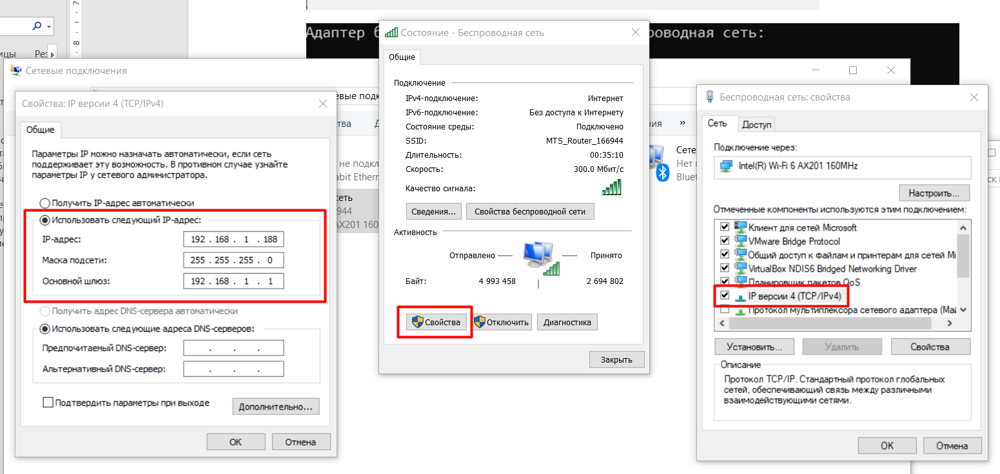 7
8
ицы
Рез
Адаптер б
роводная сеть:
Сетевые подключения
евые подк
тва
Д
ния
»
не подкл
abit Ethern
сеть
944
AX201 160
Сете
Нет п
Bluet
ск в
Свойства: IP версии 4 (TCP/IPv4)
Общие
Параметры IP можно назначать автоматически, если сеть
поддерживает эту возможность. В противном случае узнайте
параметры IP у сетевого администратора.
Получить IP-адрес автоматически
Использовать следующий IP-адрес:
IP-адрес: 192 . 168 . 1 . 188
Маска подсети: 255 . 255 . 255 . 0
Основной шлюз: 192 . 168 . 1 . 1
Получить адрес DNS-сервера автоматически
Использовать следующие адреса DNS-серверов:
Предпочитаемый DNS-сервер: . . .
Альтернативный DNS-сервер: . . .
Подтвердить параметры при выходе
Дополнительно...
OK
Отмена
Состояние - Беспроводная сеть
Общие
Подключение
IPv4-подключение: Интернет
IPv6-подключение: Без доступа к Интернету
Состояние среды: Подключено
SSID: MTS_Router_166944
Длительность: 00:35:10
Скорость: 300.0 Мбит/с
Качество сигнала:
Сведения...
Свойства беспроводной сети
Активность
Отправлено — — Принято
Байт: 4 993 458 | 2 694 802
Свойства
Отключить
Диагностика
Закрыть
Беспроводная сеть: свойства
Сеть
Доступ
Подключение через:
Intel(R) Wi-Fi 6 AX201 160MHz
Настроить...
Отмеченные компоненты используются этим подключением:
Клиент для сетей Microsoft
VMware Bridge Protocol
Общий доступ к файлам и принтерам для сетей Mi
VirtualBox NDIS6 Bridged Networking Driver
Планировщик пакетов QoS
IP версии 4 (TCP/IPv4)
Протокол мультиплексора сетевого адаптера (Май
Установить...
Удалить
Свойства
Описание
Протокол TCP/IP. Стандартный протокол глобальных
сетей, обеспечивающий связь между различными
взаимодействующими сетями.
OK
Отмена